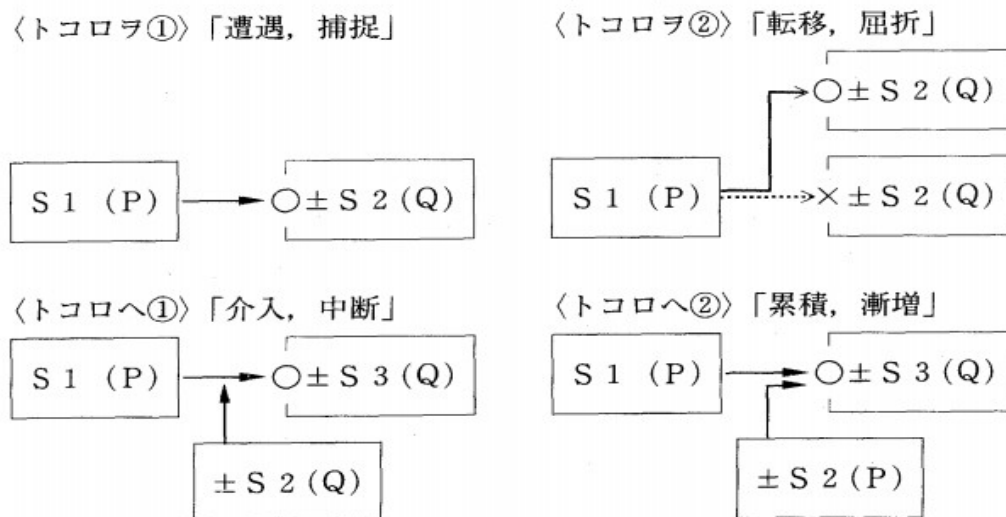 〈トコロヲ①〉「遭遇，捕捉」
S1 (P)
○±S2(Q)
〈トコロヲ②〉「転移，屈折」
○±S2(Q)
S1 (P)
×±S2(Q)
〈トコロへ①〉「介入，中断」
S1 (P)
○±S3(Q)
±S2(Q)
〈トコロへ②〉「累積，漸増」
S1 (P)
○±S3(Q)
±S2(P)